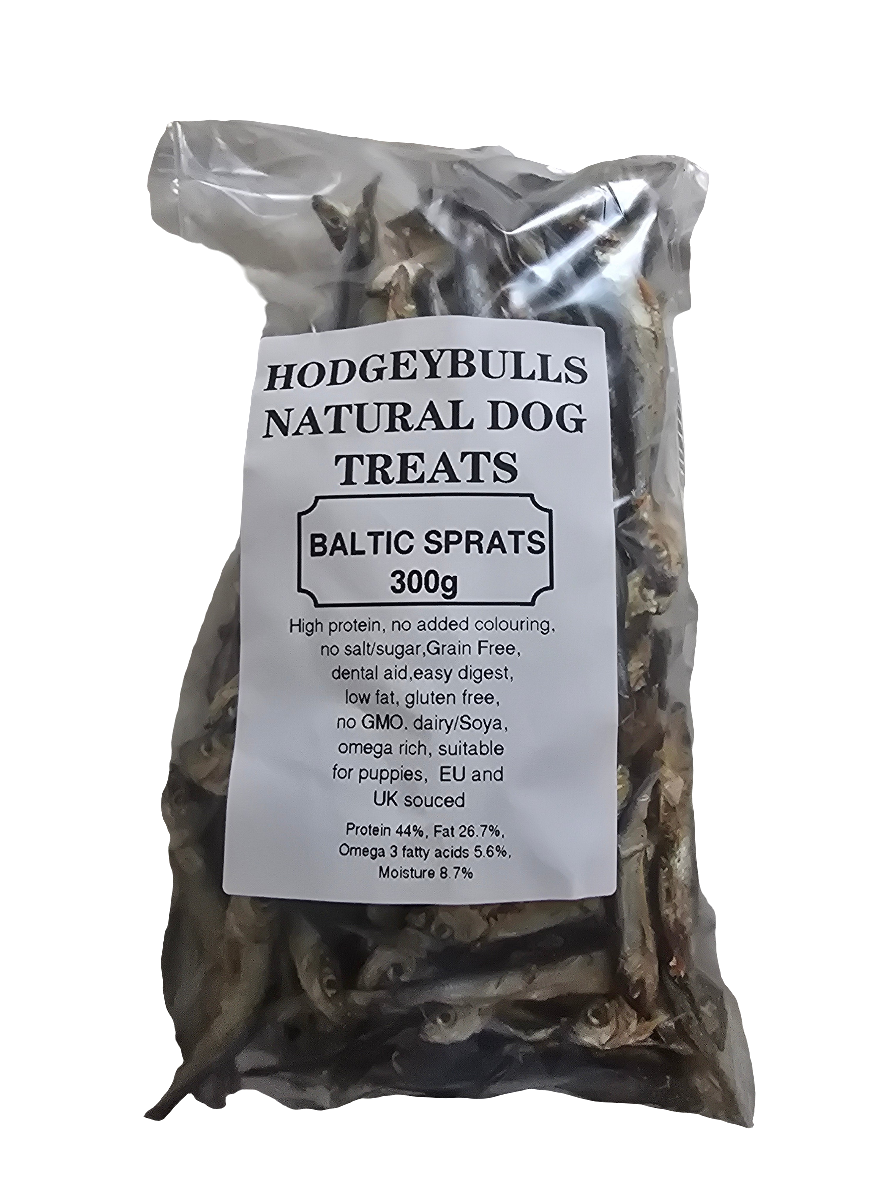 HODGEYBULLS
NATURAL DOG
TREATS
BALTIC SPRATS
300g
High protein, no added colouring,
no salt/sugar,Grain Free,
dental aid,easy digest,
low fat, gluten free,
no GMO, dairy/Soya,
omega rich, suitable
for puppies, EU and
UK souced
Protein 44%, Fat 26.7%,
Omega 3 fatty acids 5.6%,
Moisture 8.7%